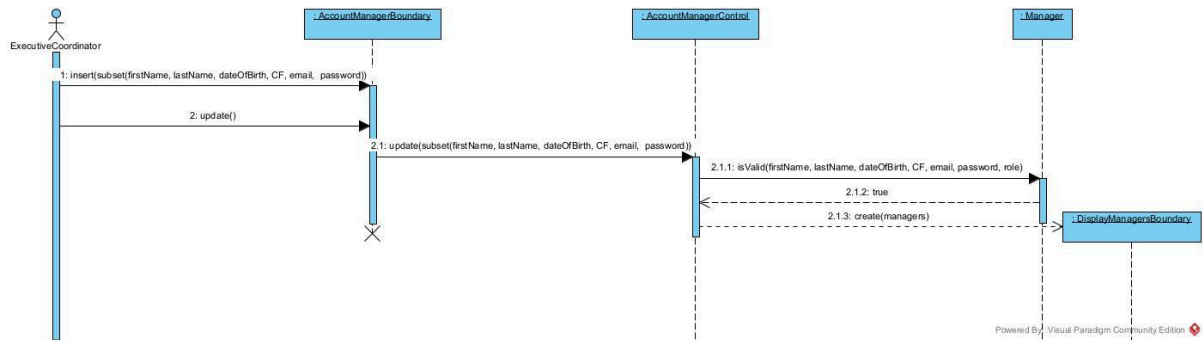 : AccountManagerBoundary
: AccountManagerControl
: Manager
ExecutiveCoordinator
1: insert(subset(firstName, lastName, dateOfBirth, CF, email, password))
2: update()
2.1: update(subset(firstName, lastName, dateOfBirth, CF, email, password))
2.1.1: isValid(firstName, lastName, dateOfBirth, CF, email, password, role)
2.1.2: true
2.1.3: create(managers)
: DisplayManagersBoundary
Powered By: Visual Paradigm Community Edition